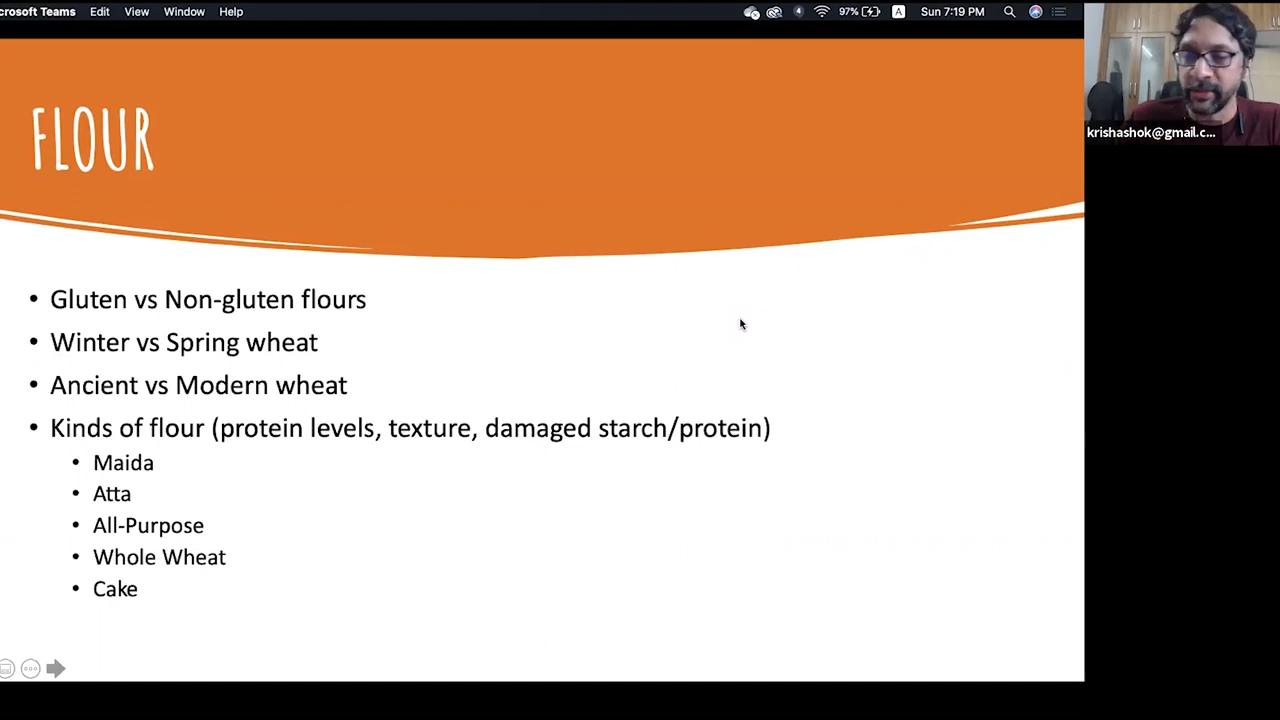 crosoft Teams Edit View Window Help 4 97% A Sun 7:19 PM
krishashok@gmail.c...
FLOUR
• Gluten vs Non-gluten flours
• Winter vs Spring wheat
• Ancient vs Modern wheat
• Kinds of flour (protein levels, texture, damaged starch/protein)
• Maida
• Atta
• All-Purpose
• Whole Wheat
• Cake